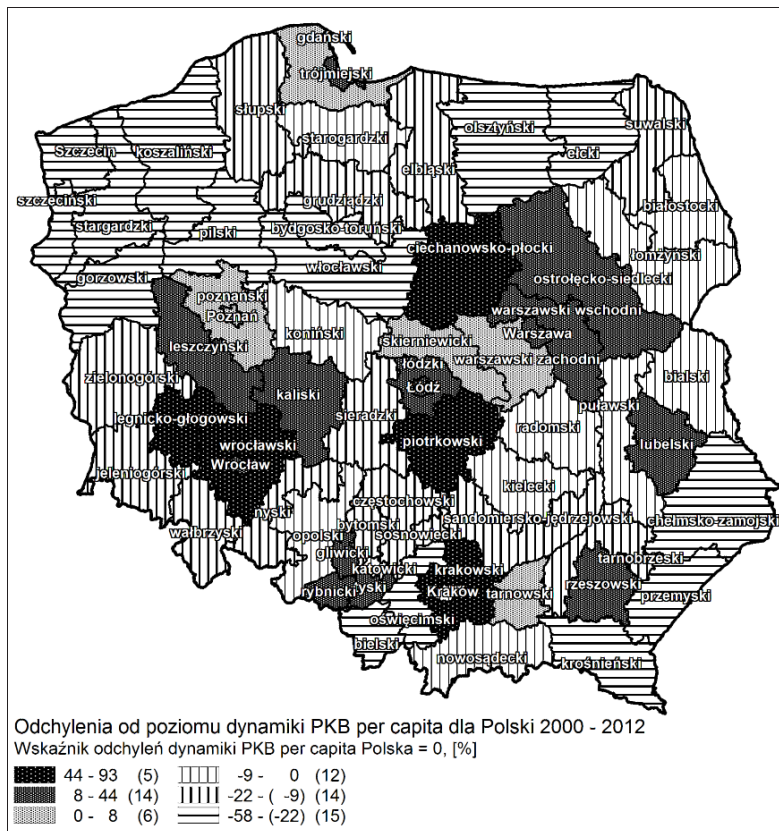 gdański
trójmiejski
słupski
starogardzki
olsztyński
suwalski
koszaliński
Szczecin
ełcki
elbląski
szczeciński
grudziądzki
białostocki
stargardzki
pilski
bydgosko-toruński
ciechanowsko-płocki
łomżyński
włocławski
gorzowski
ostrołęcko-siedlecki
poznański
Poznań
warszawski wschodni
koniński
skierniewicki
Warszawa
leszczyński
warszawski zachodni
łódzki
zielonogórski
bialski
Łódź
kaliski
puławski
legnicko-głogowski
sieradzki
radomski
wrocławski
piotrkowski
lubelski
Wrocław
jeleniogórski
kielecki
częstochowski
nyski
wałbrzyski
bytomski
sandomiersko-jędrzejowski
chełmsko-zamojski
opolski
sosnowiecki
gliwicki
tarnobrzeski
katowicki
krakowski
rybnicki
tyski
rzeszowski
Kraków
tarnowski
przemyski
oświęcimski
bielski
nowosądecki
krośnieński
Odchylenia od poziomu dynamiki PKB per capita dla Polski 2000 - 2012
Wskaźnik odchyleń dynamiki PKB per capita Polska = 0, [%]
44 - 93 (5) -9 - 0 (12)
8 - 44 (14) -22 - ( -9) (14)
0 - 8 (6) -58 - (-22) (15)